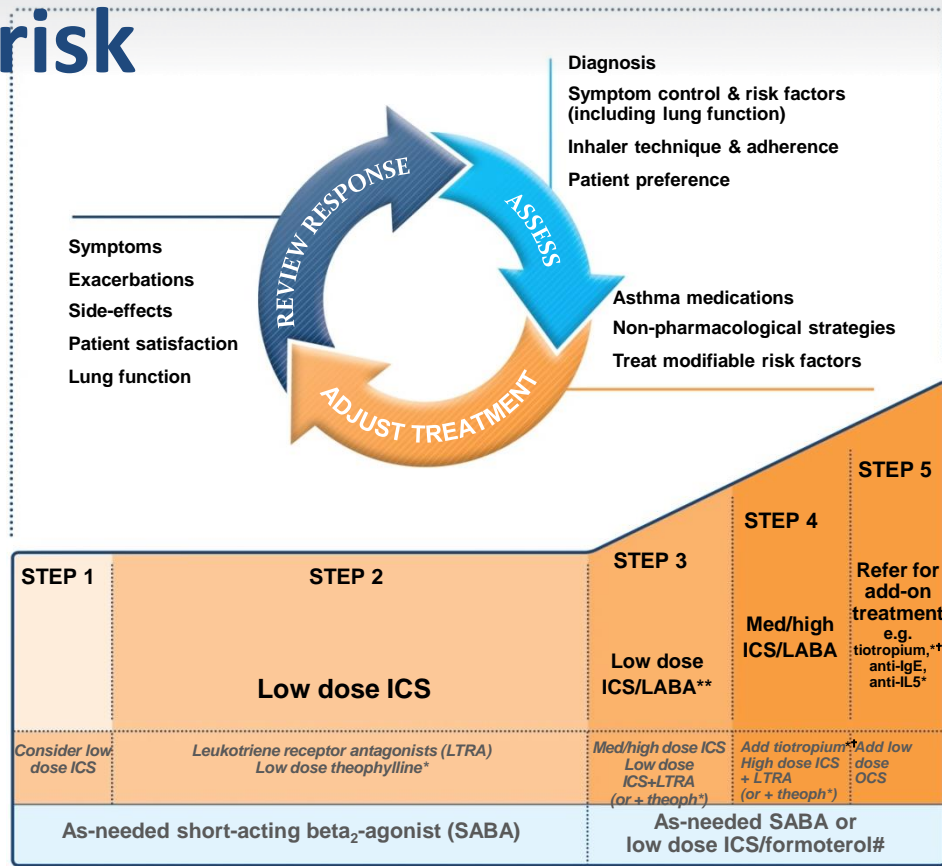 risk
Diagnosis
Symptom control & risk factors
(including lung function)
Inhaler technique & adherence
Patient preference
REVIEW RESPONSE
ASSESS
ADJUST TREATMENT
Symptoms
Exacerbations
Side-effects
Patient satisfaction
Lung function
Asthma medications
Non-pharmacological strategies
Treat modifiable risk factors
STEP 1
STEP 2
STEP 3
STEP 4
STEP 5
Low dose ICS
Low dose
ICS/LABA**
Med/high
ICS/LABA
Refer for
add-on
treatment
e.g.
tiotropium,*†
anti-IgE,
anti-IL5*
Consider low
dose ICS
Leukotriene receptor antagonists (LTRA)
Low dose theophylline*
Med/high dose ICS
Low dose
ICS+LTRA
(or + theoph*)
Add tiotropium*†
High dose ICS
+ LTRA
(or + theoph*)
Add low
dose
OCS
As-needed short-acting beta₂-agonist (SABA)
As-needed SABA or
low dose ICS/formoterol#